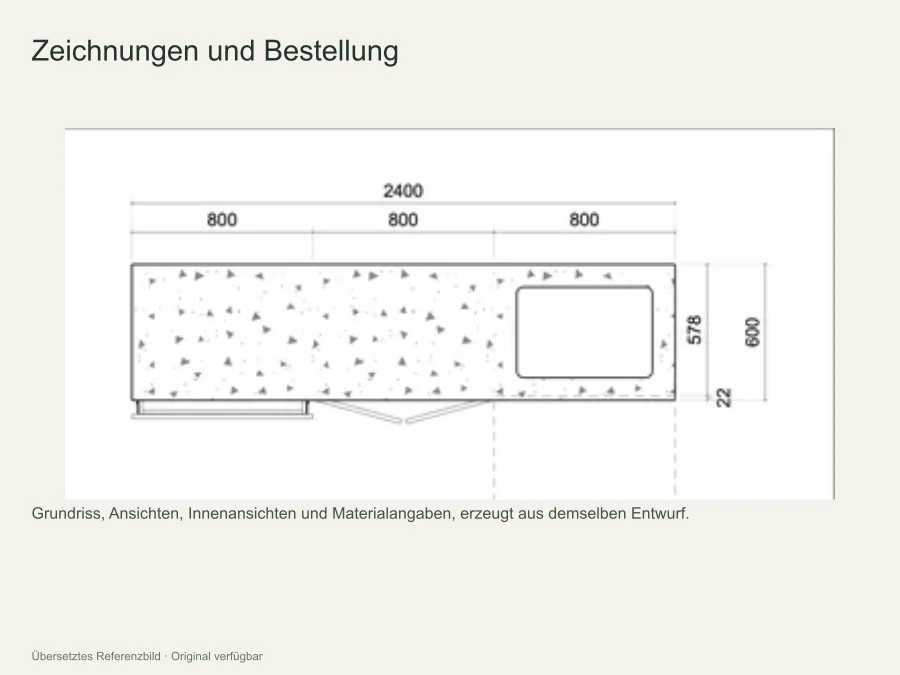 Zeichnungen und Bestellung
2400
800 800 800
578
600
22
Grundriss, Ansichten, Innenansichten und Materialangaben, erzeugt aus demselben Entwurf.
Übersetztes Referenzbild · Original verfügbar